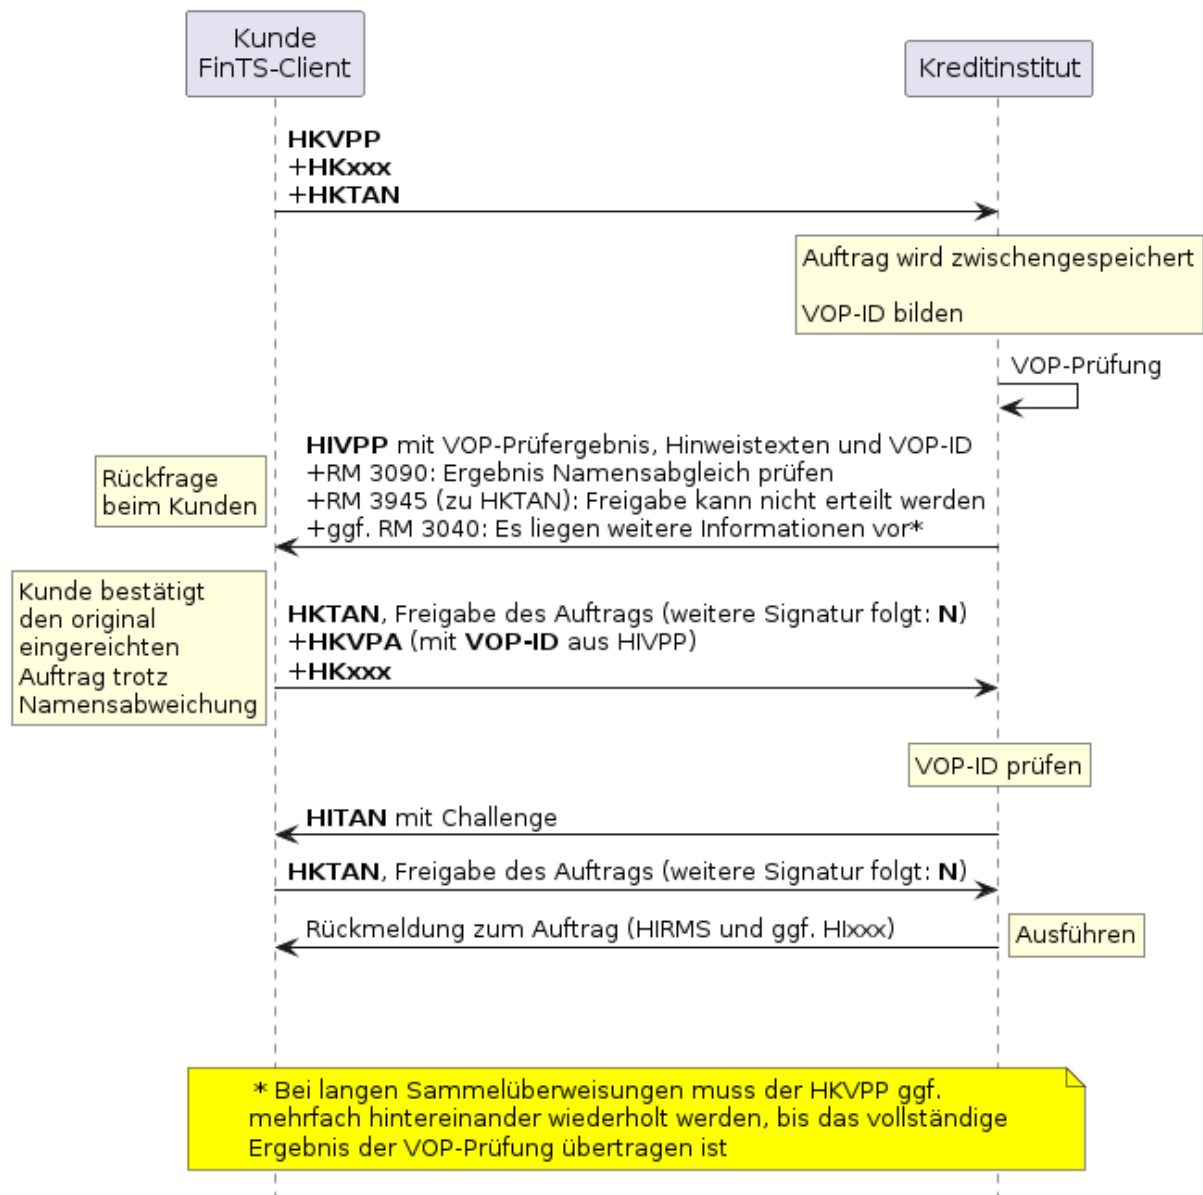 Kunde
FinTS-Client
Kreditinstitut
HKVPP
+HKxxx
+HKTAN
Auftrag wird zwischengespeichert
VOP-ID bilden
VOP-Prüfung
HIVPP mit VOP-Prüfergebnis, Hinweistexten und VOP-ID
+RM 3090: Ergebnis Namensabgleich prüfen
+RM 3945 (zu HKTAN): Freigabe kann nicht erteilt werden
+ggf. RM 3040: Es liegen weitere Informationen vor*
Rückfrage
beim Kunden
Kunde bestätigt
den original
eingereichten
Auftrag trotz
Namensabweichung
HKTAN, Freigabe des Auftrags (weitere Signatur folgt: N)
+HKVPA (mit VOP-ID aus HIVPP)
+HKxxx
VOP-ID prüfen
HITAN mit Challenge
HKTAN, Freigabe des Auftrags (weitere Signatur folgt: N)
Rückmeldung zum Auftrag (HIRMS und ggf. HIxxx)
Ausführen
* Bei langen Sammelüberweisungen muss der HKVPP ggf.
mehrfach hintereinander wiederholt werden, bis das vollständige
Ergebnis der VOP-Prüfung übertragen ist